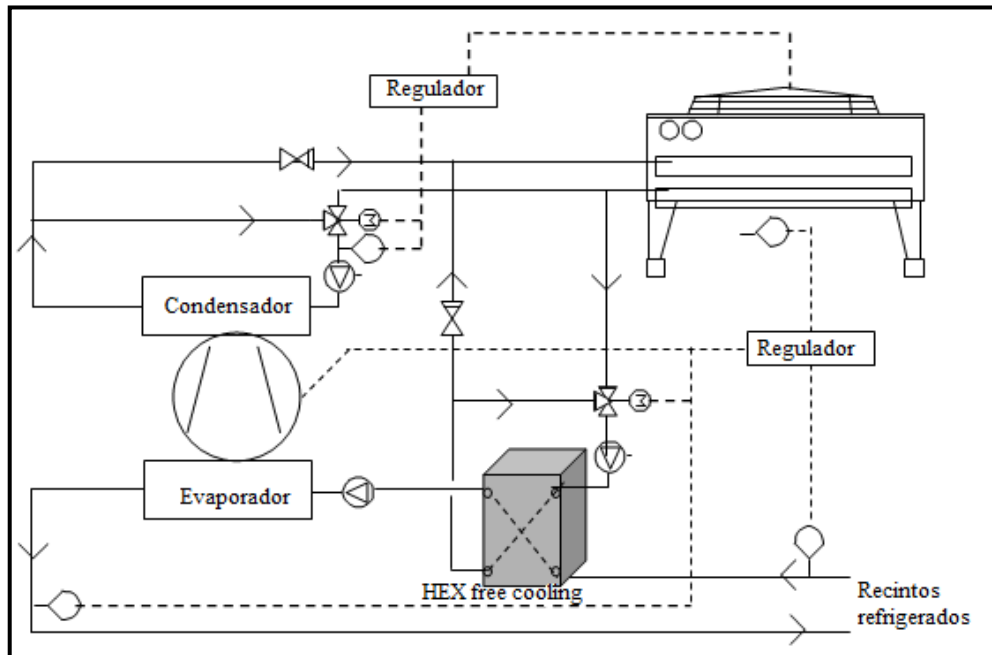 Regulador
Condensador
Regulador
Evaporador
HEX free cooling
Recintos
refrigerados